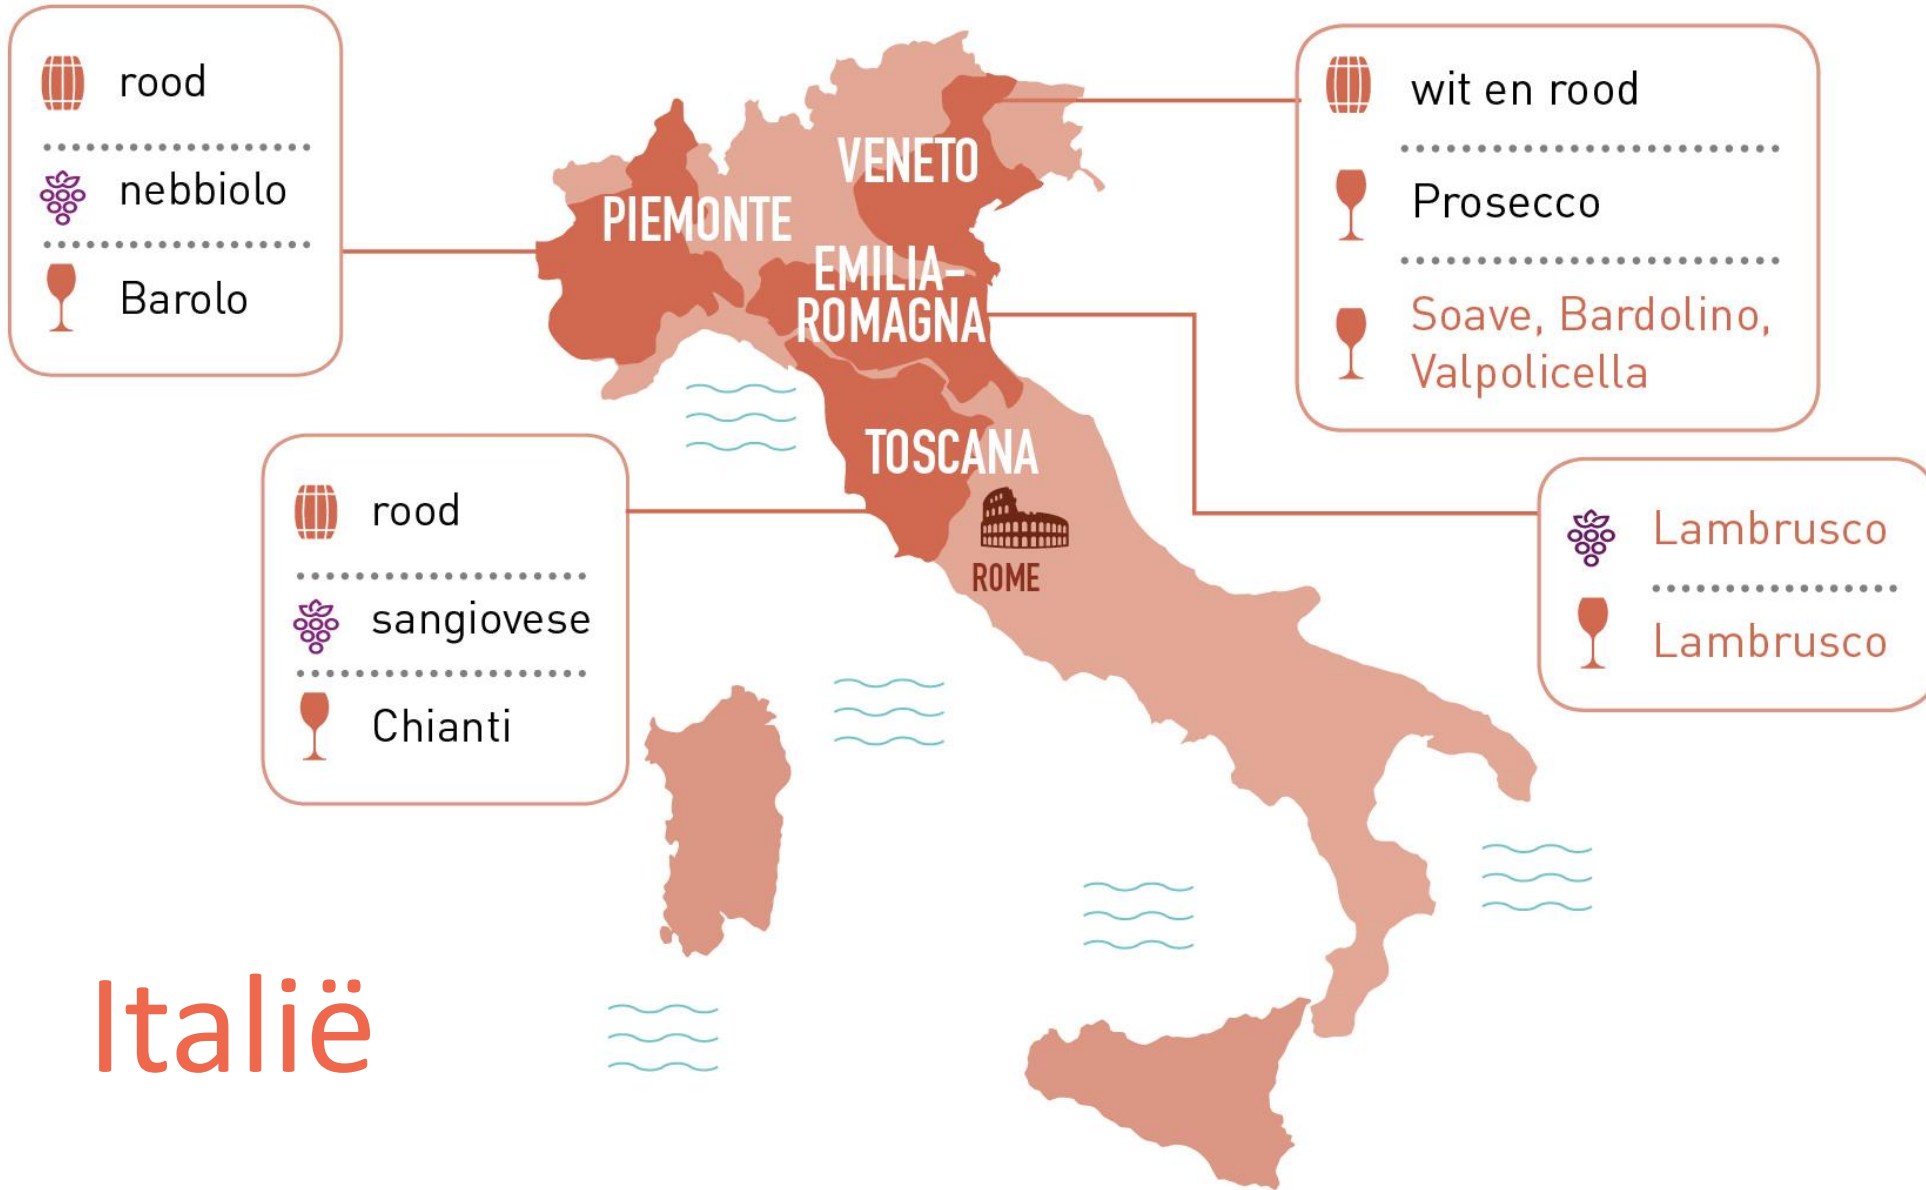 rood
nebbiolo
Barolo
wit en rood
Prosecco
Soave, Bardolino,
Valpolicella
VENETO
PIEMONTE
EMILIA-
ROMAGNA
TOSCANA
ROME
rood
sangiovese
Chianti
Lambrusco
Lambrusco
Italië